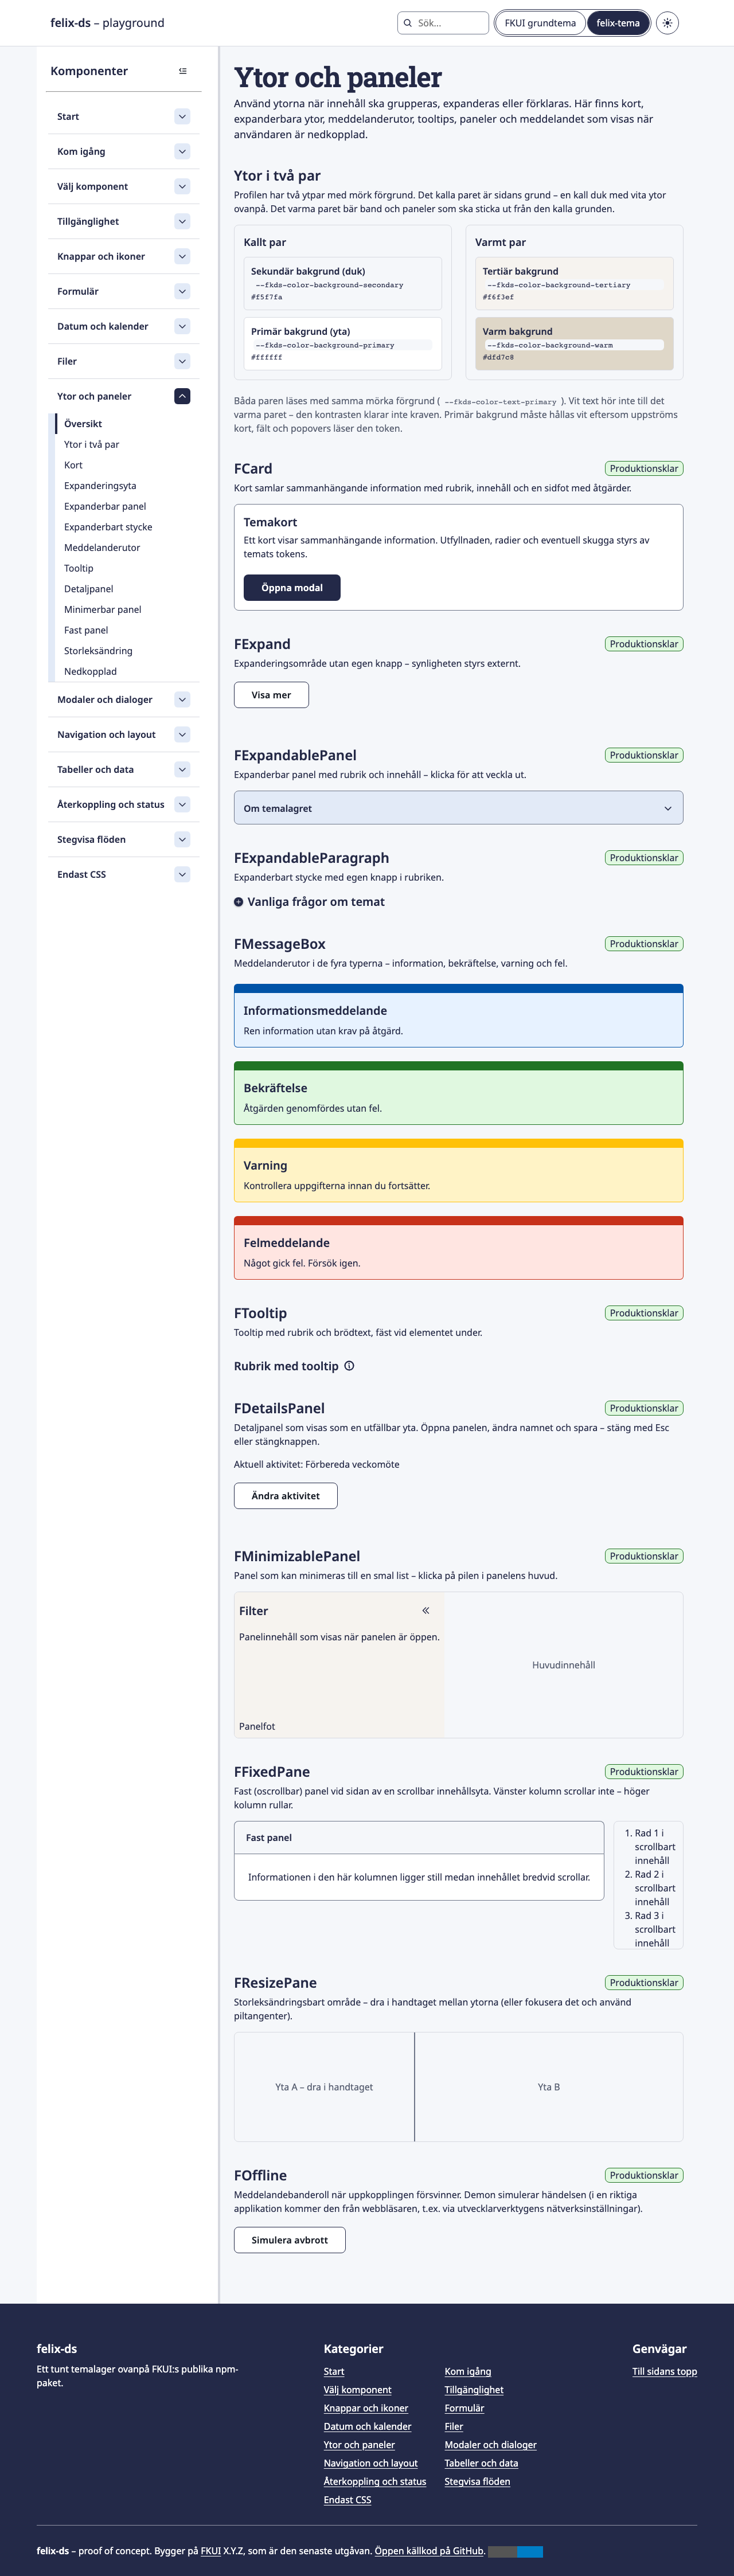 felix-ds – playground
Sök...
FKUI grundtema
felix-tema
Komponenter
Start
Kom igång
Välj komponent
Tillgänglighet
Knappar och ikoner
Formulär
Datum och kalender
Filer
Ytor och paneler
Översikt
Ytor i två par
Kort
Expanderingsyta
Expanderbar panel
Expanderbart stycke
Meddelanderutor
Tooltip
Detaljpanel
Minimerbar panel
Fast panel
Storleksändring
Nedkopplad
Modaler och dialoger
Navigation och layout
Tabeller och data
Återkoppling och status
Stegvisa flöden
Endast CSS
Ytor och paneler
Använd ytorna när innehåll ska grupperas, expanderas eller förklaras. Här finns kort,
expanderbara ytor, meddelanderutor, tooltips, paneler och meddelandet som visas när
användaren är nedkopplad.
Ytor i två par
Profilen har två ytpar med mörk förgrund. Det kalla paret är sidans grund – en kall duk med vita ytor
ovanpå. Det varma paret bär band och paneler som ska sticka ut från den kalla grunden.
Kallt par
Sekundär bakgrund (duk)
--fkds-color-background-secondary
#f5f7fa
Primär bakgrund (yta)
--fkds-color-background-primary
#ffffff
Varmt par
Tertiär bakgrund
--fkds-color-background-tertiary
#f6f3ef
Varm bakgrund
--fkds-color-background-warm
#dfd7c8
Båda paren läses med samma mörka förgrund ( --fkds-color-text-primary ). Vit text hör inte till det
varmа paret – den kontrasten klarar inte kraven. Primär bakgrund måste hållas vit eftersom uppströms
kort, fält och popovers läser den token.
FCard
Produktionsklar
Kort samlar sammanhängande information med rubrik, innehåll och en sidfot med åtgärder.
Temakort
Ett kort visar sammanhängande information. Utfyllnaden, radier och eventuell skugga styrs av
temats tokens.
Öppna modal
FExpand
Produktionsklar
Expanderingsområde utan egen knapp – synligheten styrs externt.
Visa mer
FExpandablePanel
Produktionsklar
Expanderbar panel med rubrik och innehåll – klicka för att veckla ut.
Om temalagret
FExpandableParagraph
Produktionsklar
Expanderbart stycke med egen knapp i rubriken.
Vanliga frågor om temat
FMessageBox
Produktionsklar
Meddelanderutor i de fyra typerna – information, bekräftelse, varning och fel.
Informationsmeddelande
Ren information utan krav på åtgärd.
Bekräftelse
Åtgärden genomfördes utan fel.
Varning
Kontrollera uppgifterna innan du fortsätter.
Felmeddelande
Något gick fel. Försök igen.
FTooltip
Produktionsklar
Tooltip med rubrik och brödtext, fäst vid elementet under.
Rubrik med tooltip
FDetailsPanel
Produktionsklar
Detaljpanel som visas som en utfällbar yta. Öppna panelen, ändra namnet och spara – stäng med Esc
eller stängknappen.
Aktuell aktivitet: Förbereda veckomöte
Ändra aktivitet
FMinimizablePanel
Produktionsklar
Panel som kan minimeras till en smal list – klicka på pilen i panelens huvud.
Filter
Panelinnehåll som visas när panelen är öppen.
Panelfot
Huvudinnehåll
FFixedPane
Produktionsklar
Fast (oscrollbar) panel vid sidan av en scrollbar innehållsyta. Vänster kolumn scrollar inte – höger
kolumn rullar.
Fast panel
Informationen i den här kolumnen ligger still medan innehållet bredvid scrollar.
1. Rad 1 i
scrollbart
innehåll
2. Rad 2 i
scrollbart
innehåll
3. Rad 3 i
scrollbart
innehåll
FResizePane
Produktionsklar
Storleksändringsbart område – dra i handtaget mellan ytorna (eller fokusera det och använd
piltangenter).
Yta A – dra i handtaget
Yta B
FOffline
Produktionsklar
Meddelandebanderoll när uppkopplingen försvinner. Demon simulerar händelsen (i en riktig
applikation kommer den från webbläsaren, t.ex. via utvecklarverktygens nätverksinställningar).
Simulera avbrott
felix-ds
Ett tunt temalager ovanpå FKUI:s publika npm-
paket.
Kategorier
Start
Kom igång
Välj komponent
Tillgänglighet
Knappar och ikoner
Formulär
Datum och kalender
Filer
Ytor och paneler
Modaler och dialoger
Navigation och layout
Tabeller och data
Återkoppling och status
Stegvisa flöden
Endast CSS
Genvägar
Till sidans topp
felix-ds – proof of concept. Bygger på FKUI X.Y.Z, som är den senaste utgåvan. Öppen källkod på GitHub.